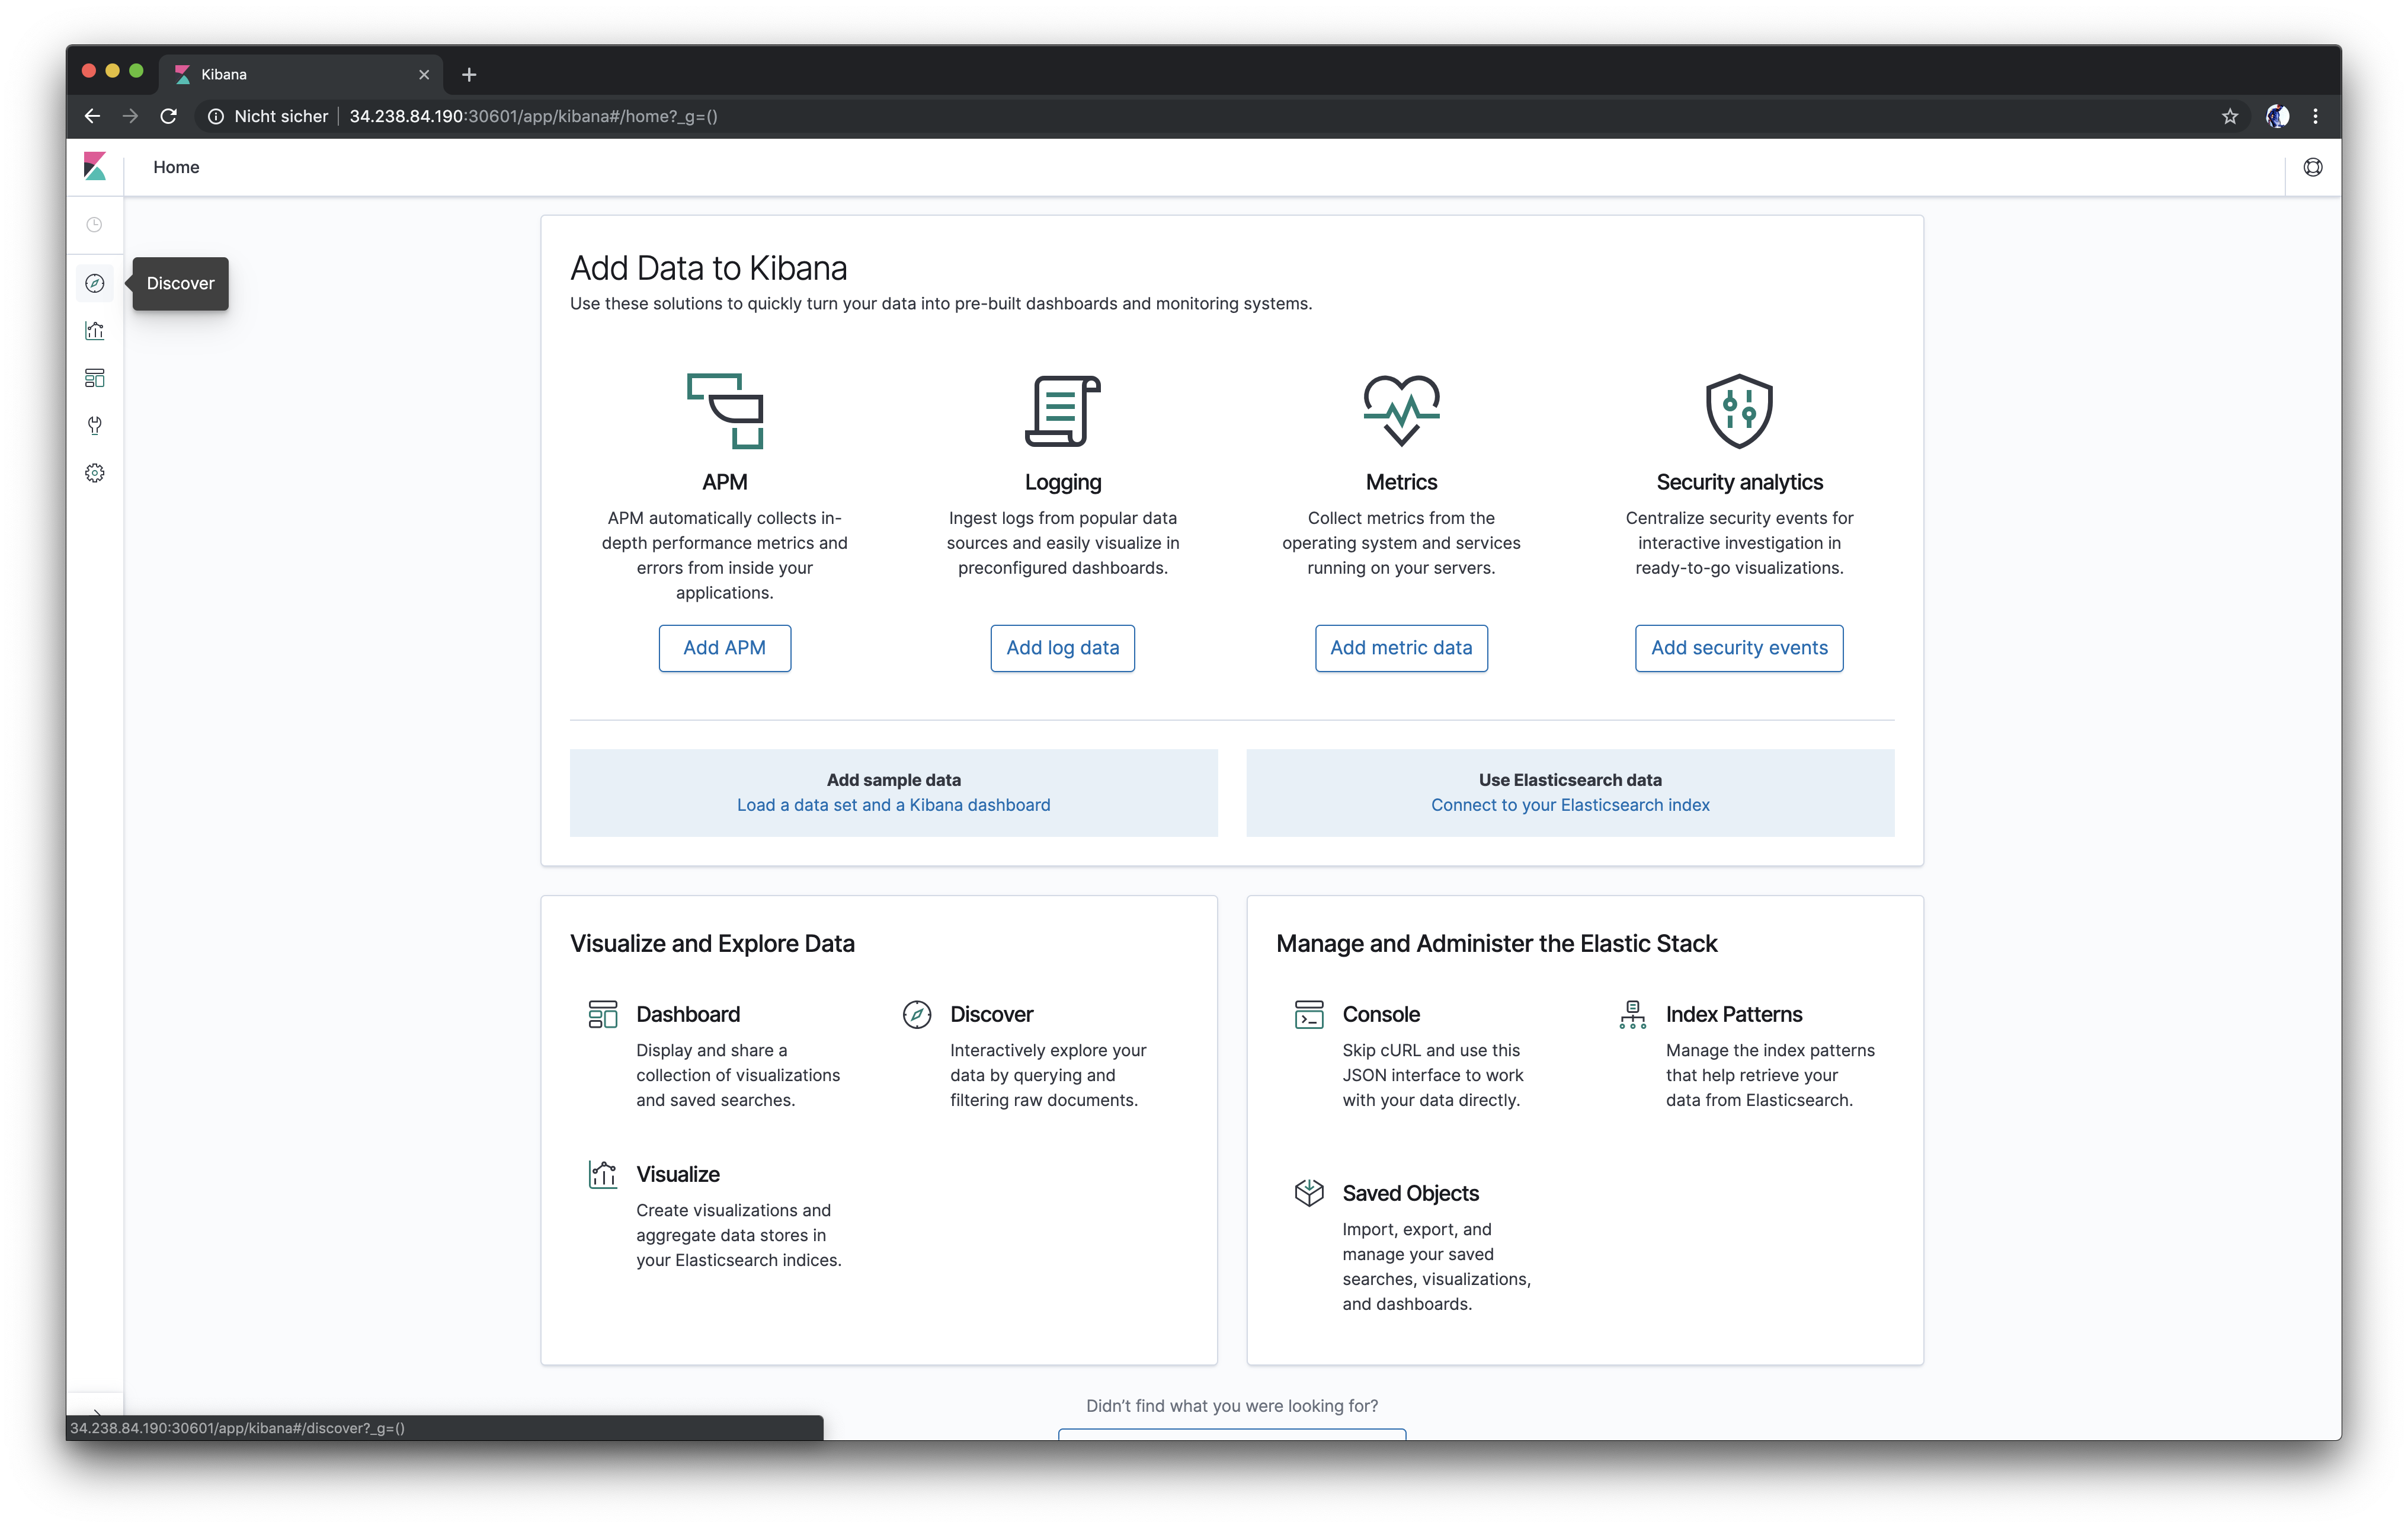 Kibana
Nicht sicher
34.238.84.190:30601/app/kibana#/home?_g=()
Home
Discover
Add Data to Kibana
Use these solutions to quickly turn your data into pre-built dashboards and monitoring systems.
APM
APM automatically collects in-
depth performance metrics and
errors from inside your
applications.
Add APM
Logging
Ingest logs from popular data
sources and easily visualize in
preconfigured dashboards.
Add log data
Metrics
Collect metrics from the
operating system and services
running on your servers.
Add metric data
Security analytics
Centralize security events for
interactive investigation in
ready-to-go visualizations.
Add security events
Add sample data
Load a data set and a Kibana dashboard
Use Elasticsearch data
Connect to your Elasticsearch index
Visualize and Explore Data
Dashboard
Display and share a
collection of visualizations
and saved searches.
Discover
Interactively explore your
data by querying and
filtering raw documents.
Visualize
Create visualizations and
aggregate data stores in
your Elasticsearch indices.
Manage and Administer the Elastic Stack
Console
Skip cURL and use this
JSON interface to work
with your data directly.
Index Patterns
Manage the index patterns
that help retrieve your
data from Elasticsearch.
Saved Objects
Import, export, and
manage your saved
searches, visualizations,
and dashboards.
Didn’t find what you were looking for?
34.238.84.190:30601/app/kibana#/discover?_g=()